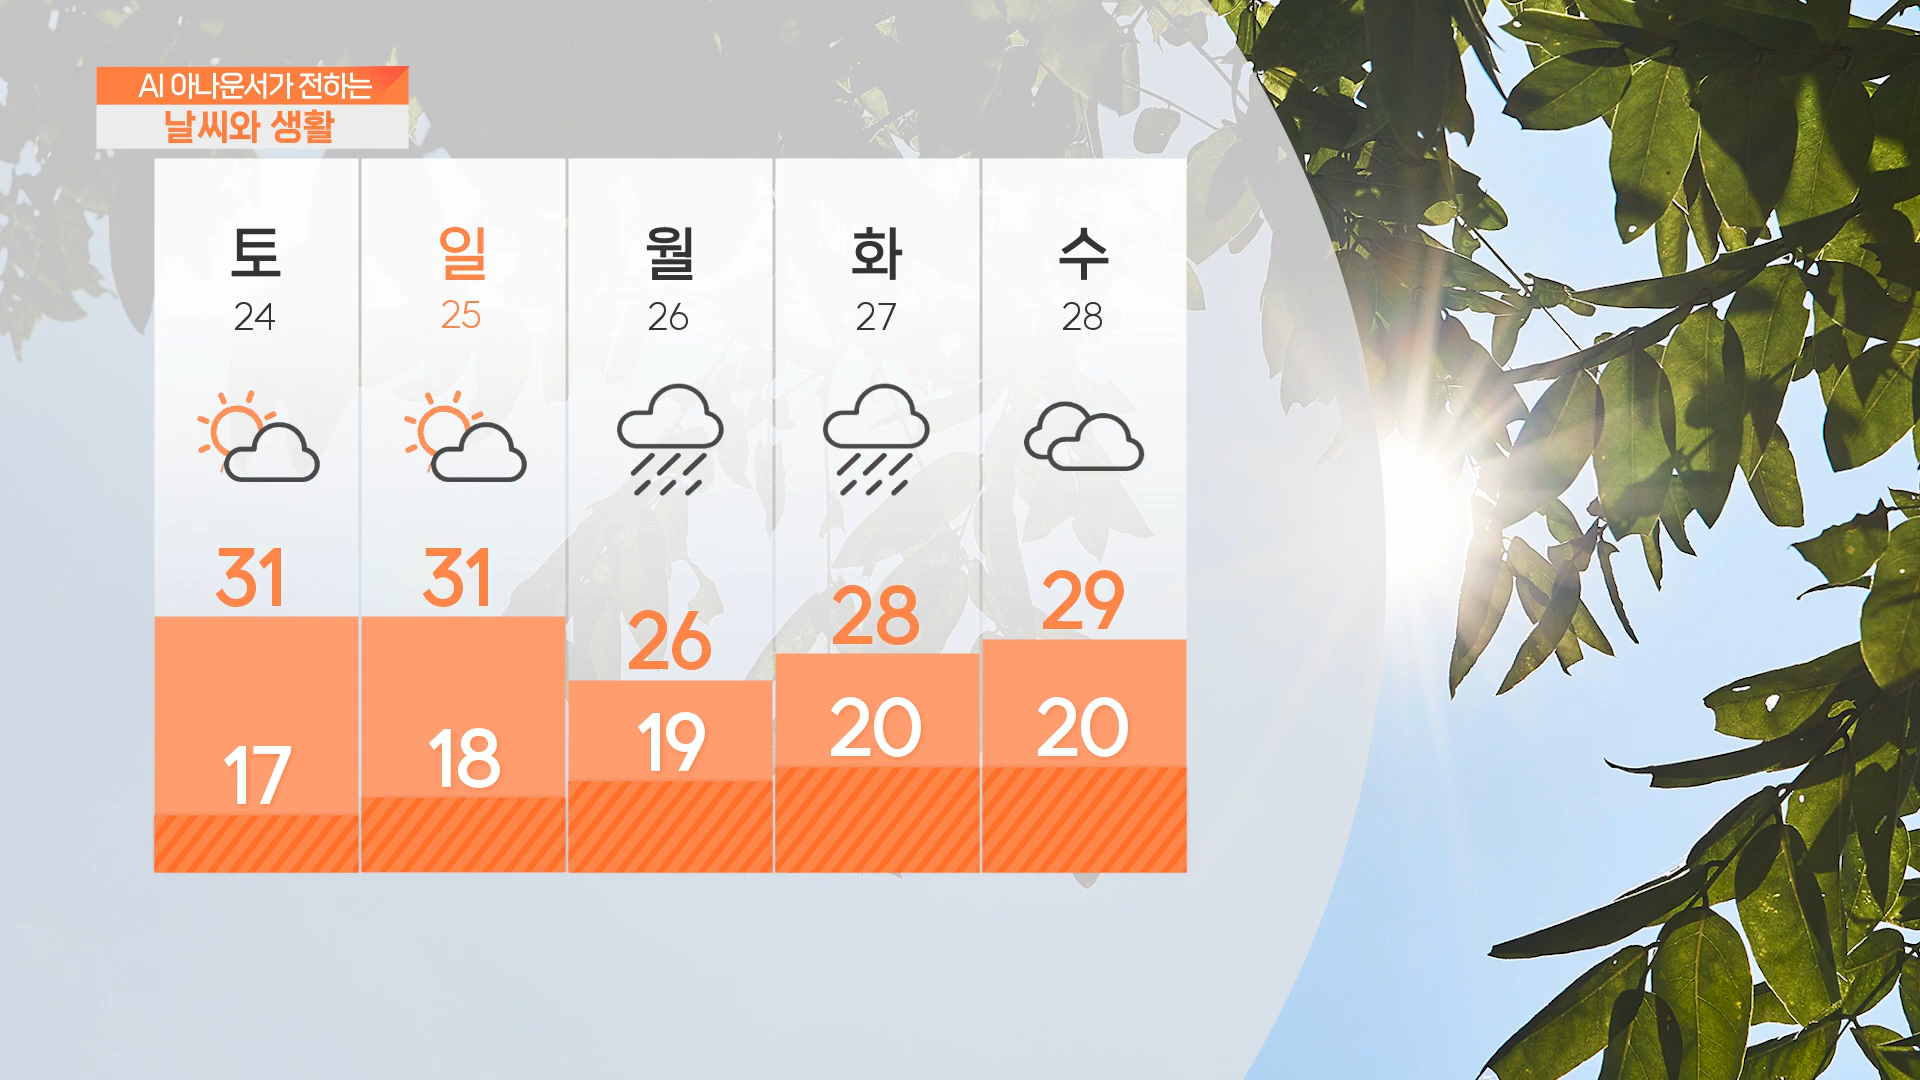 AI 아나운서가 전하는
날씨와 생활
토 일 월 화 수
24 25 26 27 28
31 31 26 28 29
17 18 19 20 20